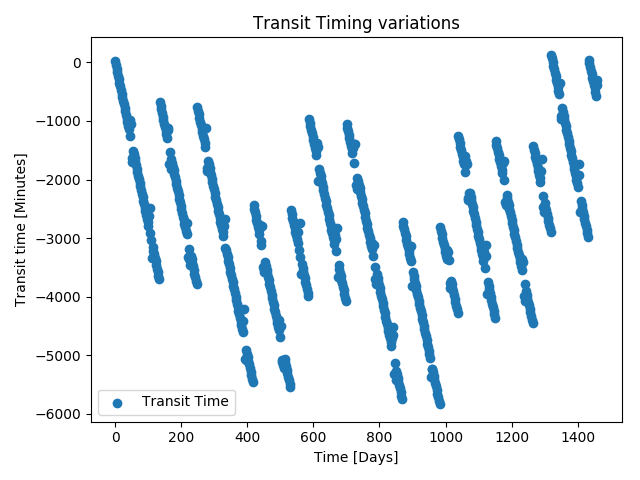 Transit Timing variations
Transit time [Minutes]
0
−1000
−2000
−3000
−4000
−5000
−6000
Transit Time
0 200 400 600 800 1000 1200 1400
Time [Days]